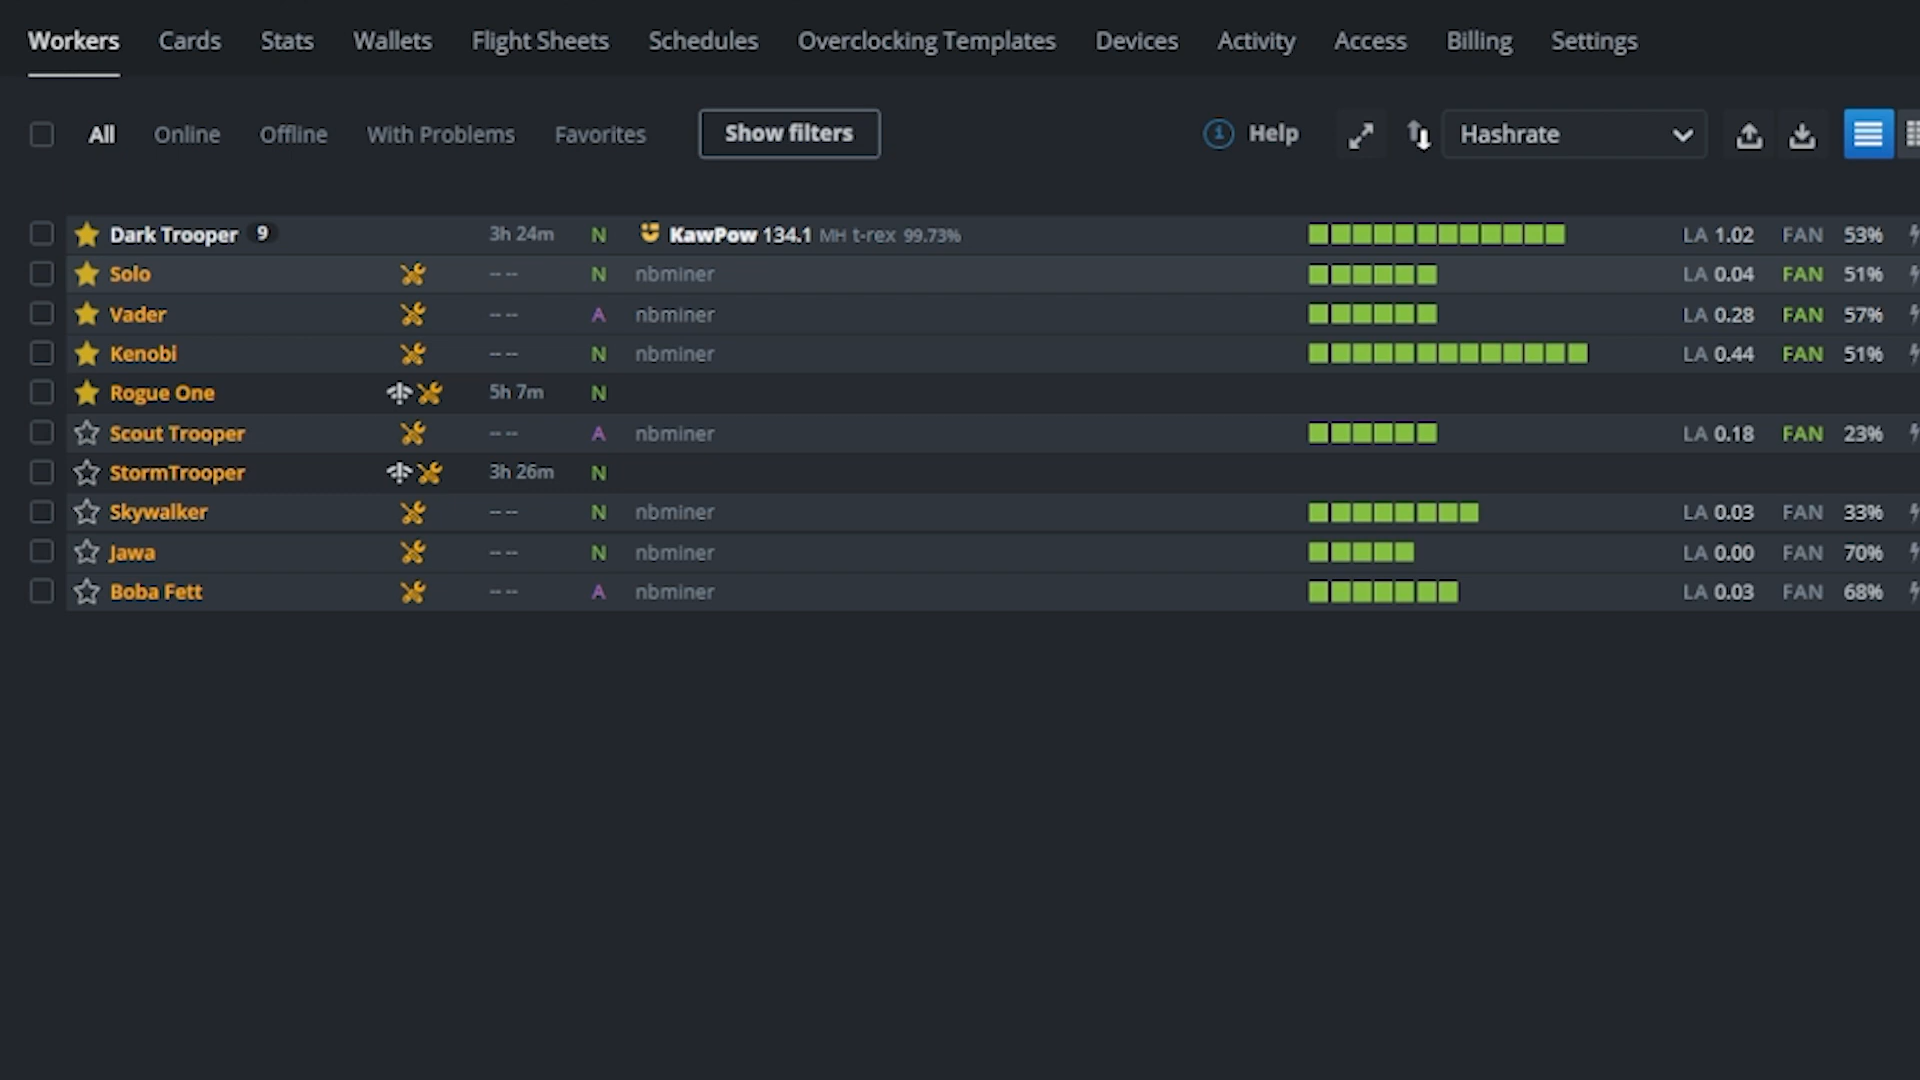 Workers Cards Stats Wallets Flight Sheets Schedules Overclocking Templates Devices Activity Access Billing Settings
All Online Offline With Problems Favorites Show filters Help Hashrate
Dark Trooper 9 3h 24m N KawPow 134.1 MH t-rex 99.73% LA 1.02 FAN 53%
Solo -- -- N nbminer LA 0.04 FAN 51%
Vader -- -- A nbminer LA 0.28 FAN 57%
Kenobi -- -- N nbminer LA 0.44 FAN 51%
Rogue One 5h 7m N
Scout Trooper -- -- A nbminer LA 0.18 FAN 23%
StormTrooper 3h 26m N
Skywalker -- -- N nbminer LA 0.03 FAN 33%
Jawa -- -- N nbminer LA 0.00 FAN 70%
Boba Fett -- -- A nbminer LA 0.03 FAN 68%